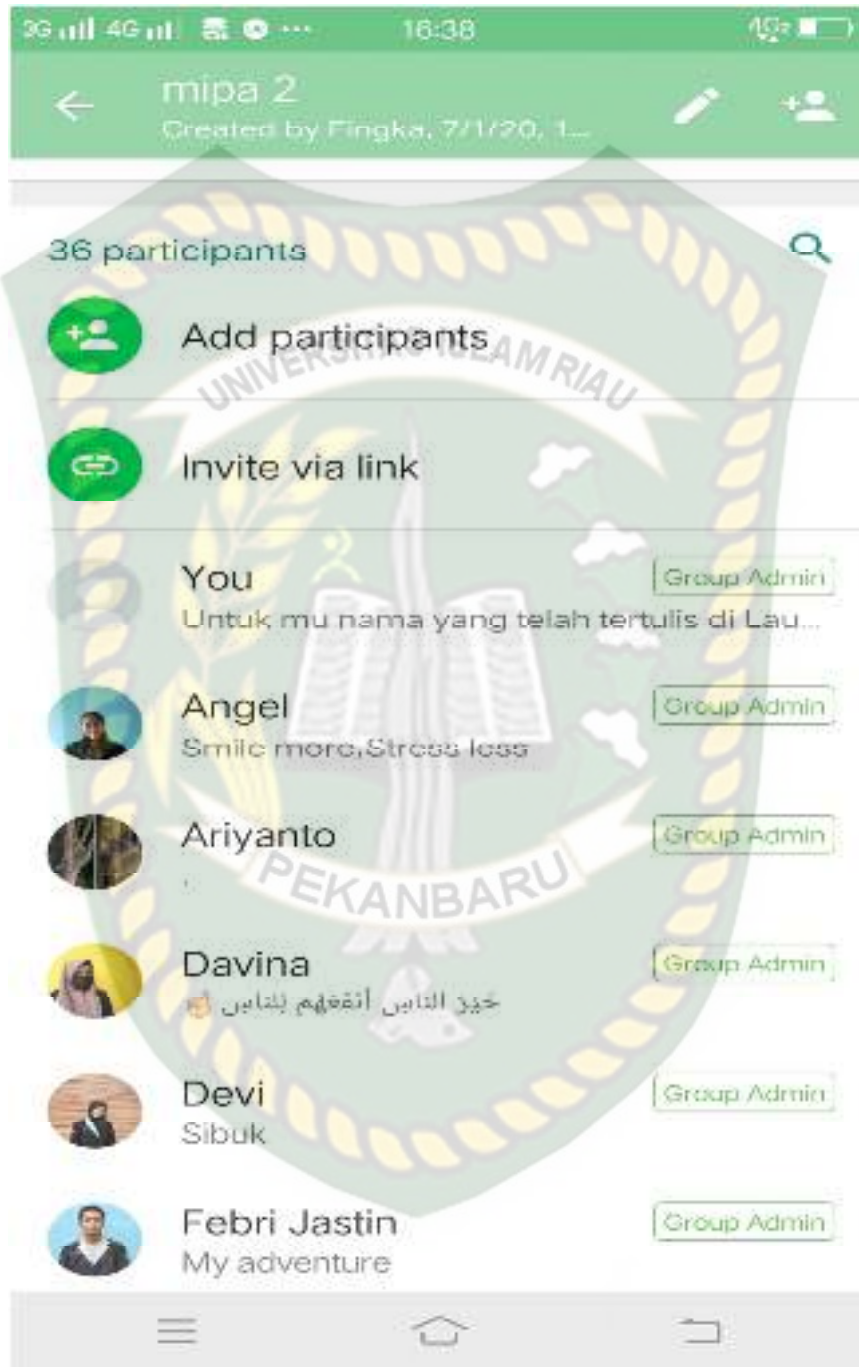 3G 4G ... 16:38
mipa 2
Created by Fingka, 7/1/20, 1...
36 participants
Add participants
UNIVERSITAS ISLAM RIAU
Invite via link
You Group Admin
Untuk mu nama yang telah tertulis di Lau...
Angel Group Admin
Smile more,Stress less
Ariyanto Group Admin
.
PEKANBARU
Davina Group Admin
خير الناس أنفعهم للناس ☝🏻
Devi Group Admin
Sibuk
Febri Jastin Group Admin
My adventure